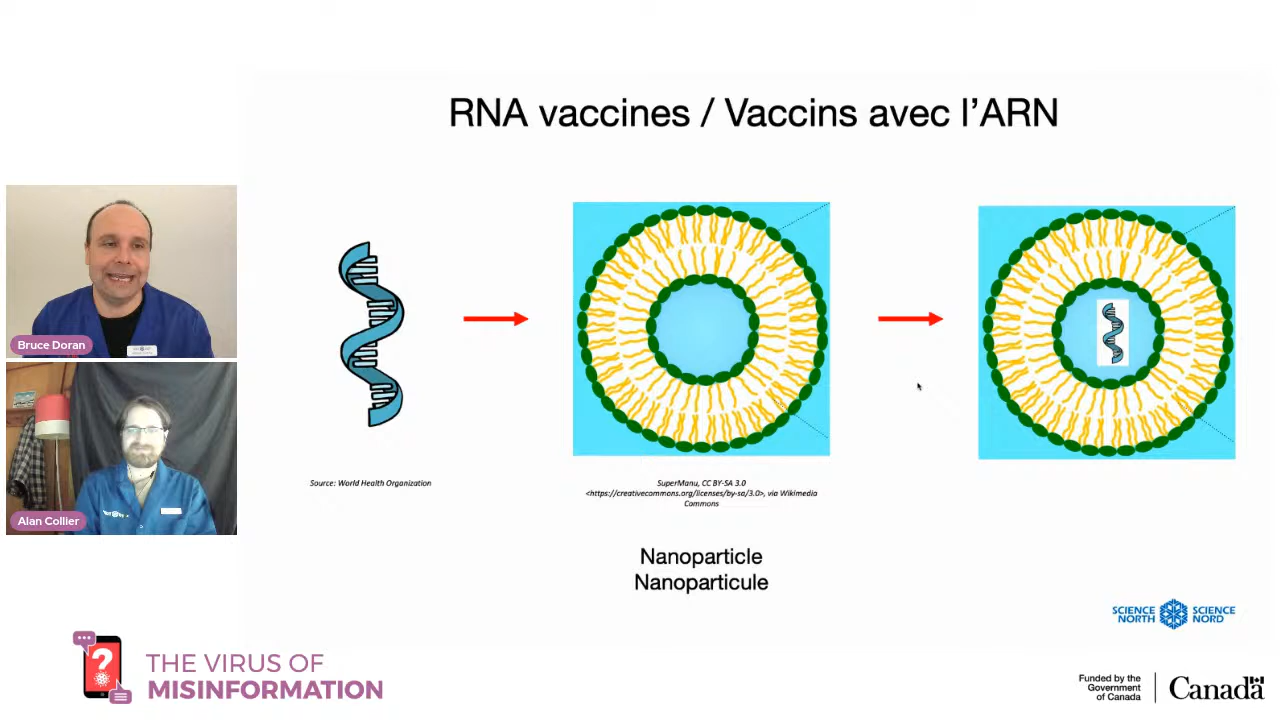 RNA vaccines / Vaccins avec l'ARN
Bruce Doran
Alan Collier
Source: World Health Organization
SuperManu, CC BY-SA 3.0
<https://creativecommons.org/licenses/by-sa/3.0>, via Wikimedia
Commons
Nanoparticle
Nanoparticule
SCIENCE NORTH
SCIENCE NORD
?
THE VIRUS OF
MISINFORMATION
Funded by the
Government
of Canada
Canada